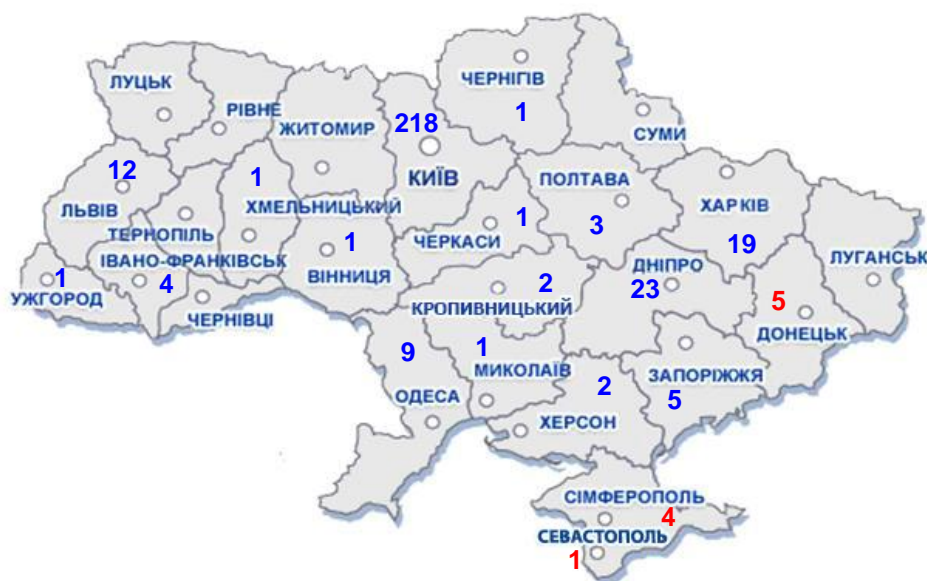 ЛУЦЬК
РІВНЕ
ЖИТОМИР
ЧЕРНІГІВ
1
СУМИ
218
КИЇВ
12
ЛЬВІВ
ТЕРНОПІЛЬ
1
ХМЕЛЬНИЦЬКИЙ
1
ВІННИЦЯ
ЧЕРКАСИ
1
ПОЛТАВА
3
ХАРКІВ
19
ЛУГАНСЬК
1
УЖГОРОД
ІВАНО-ФРАНКІВСЬК
4
ЧЕРНІВЦІ
2
КРОПИВНИЦЬКИЙ
ДНІПРО
23
5
ДОНЕЦЬК
9
ОДЕСА
1
МИКОЛАЇВ
2
ХЕРСОН
ЗАПОРІЖЖЯ
5
СІМФЕРОПОЛЬ
4
СЕВАСТОПОЛЬ
1